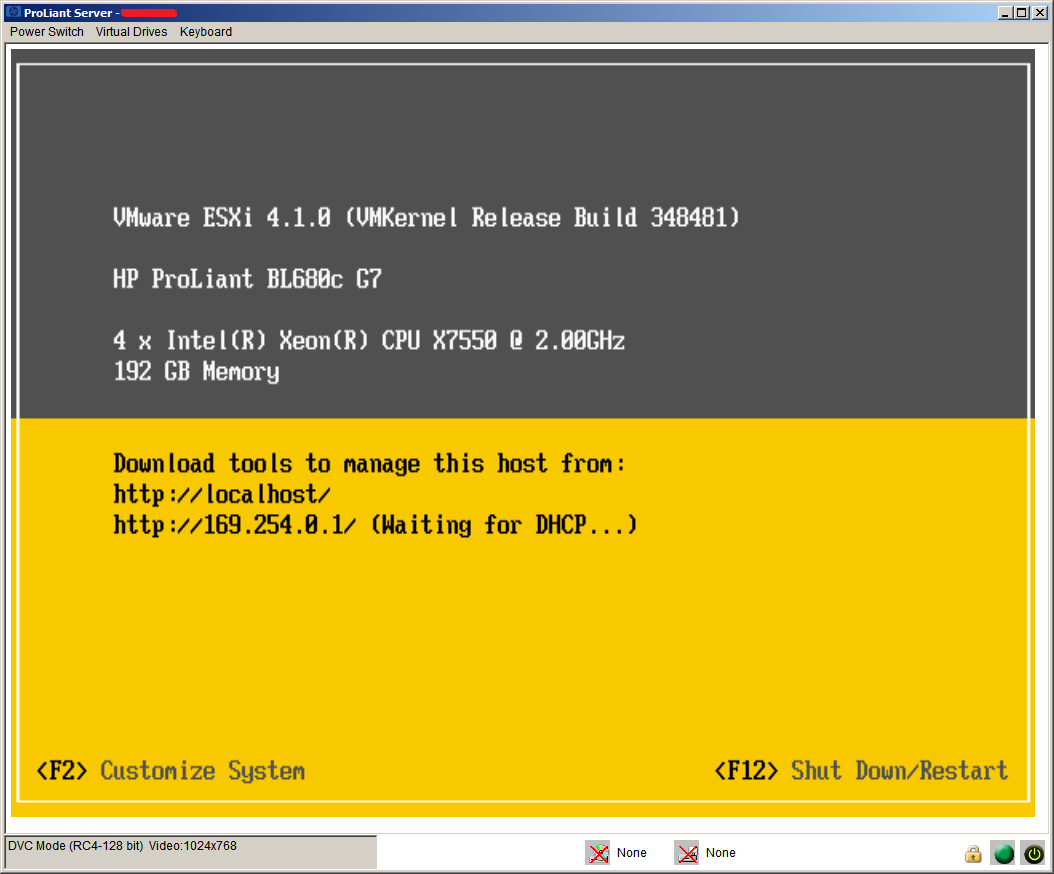 ProLiant Server -
Power Switch Virtual Drives Keyboard
VMware ESXi 4.1.0 (VMKernel Release Build 348481)
HP ProLiant BL680c G7
4 x Intel(R) Xeon(R) CPU X7550 @ 2.00GHz
192 GB Memory
Download tools to manage this host from:
http://localhost/
http://169.254.0.1/ (Waiting for DHCP...)
<F2> Customize System <F12> Shut Down/Restart
DVC Mode (RC4-128 bit) Video:1024x768 None None